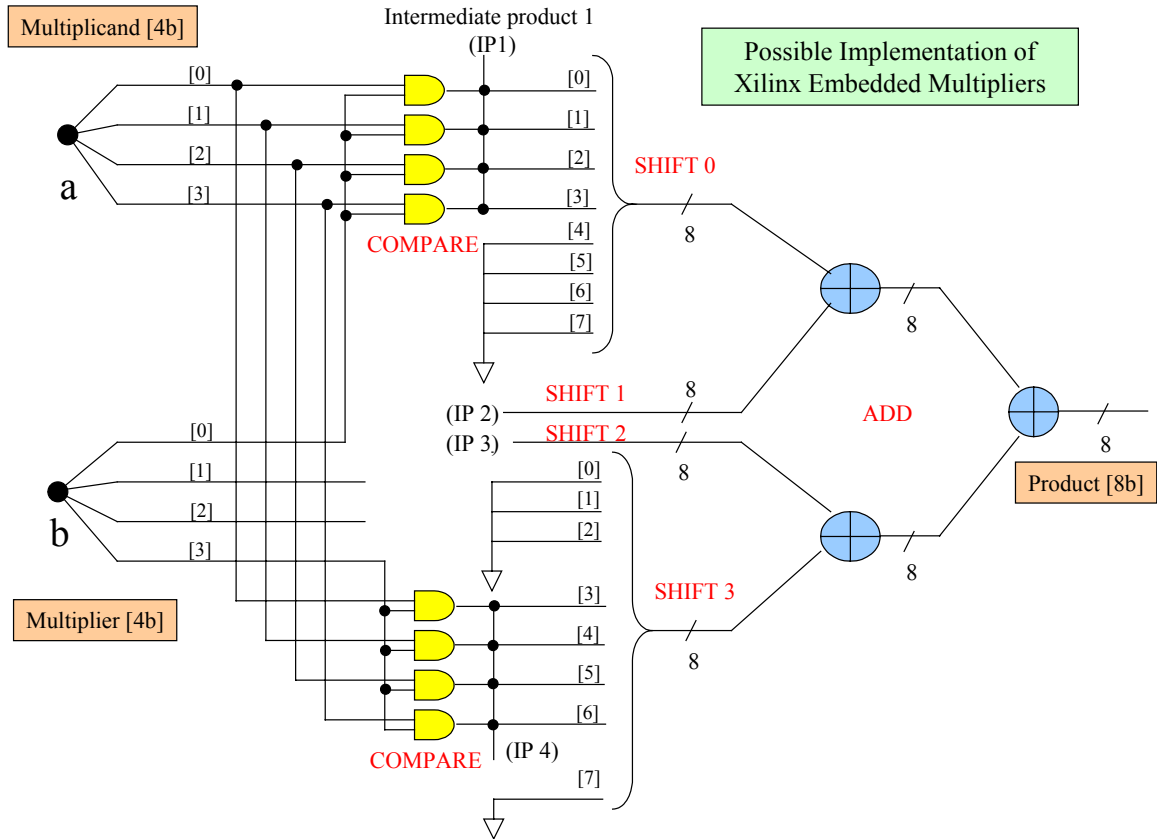 Multiplicand [4b]
Intermediate product 1
(IP1)
Possible Implementation of
Xilinx Embedded Multipliers
[0]
[1]
[2]
[3]
a
COMPARE
[0]
[1]
[2]
[3]
[4]
[5]
[6]
[7]
SHIFT 0
8
8
(IP 2)
SHIFT 1
8
(IP 3)
SHIFT 2
8
ADD
8
Product [8b]
[0]
[1]
[2]
[3]
b
Multiplier [4b]
[0]
[1]
[2]
[3]
[4]
[5]
[6]
[7]
SHIFT 3
8
8
COMPARE
(IP 4)